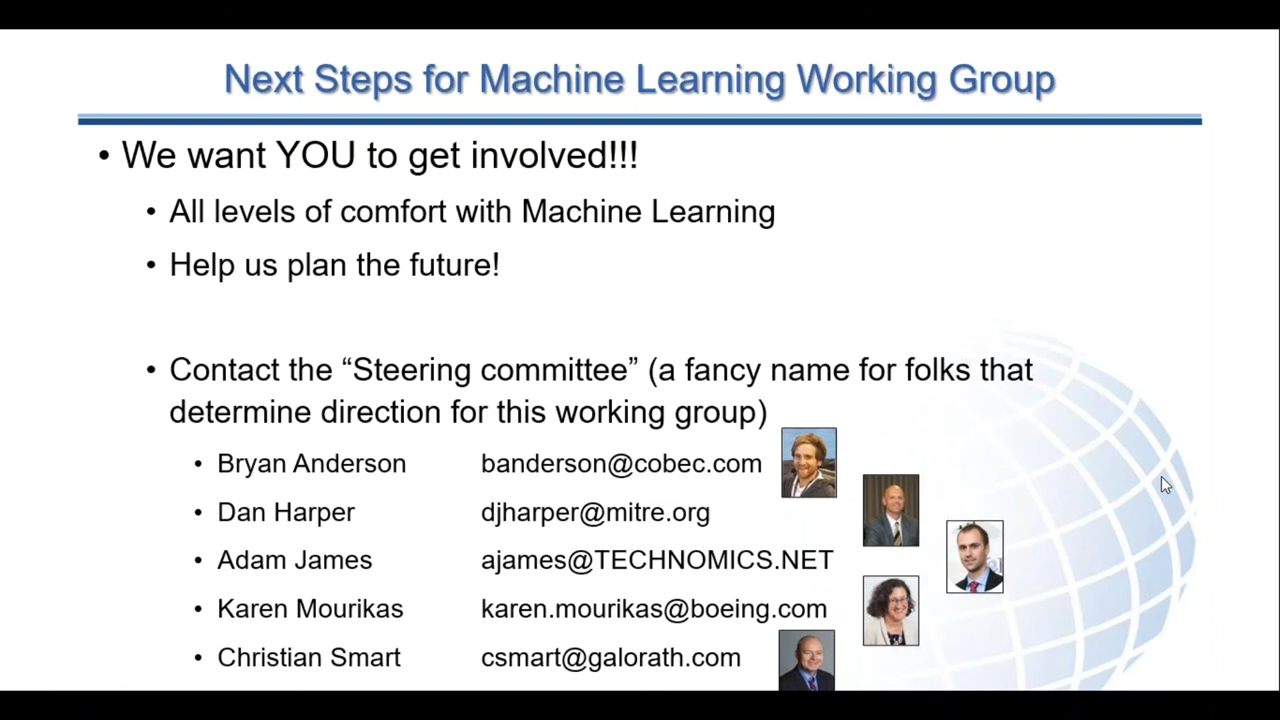 Next Steps for Machine Learning Working Group
• We want YOU to get involved!!!
• All levels of comfort with Machine Learning
• Help us plan the future!
• Contact the “Steering committee” (a fancy name for folks that
determine direction for this working group)
• Bryan Anderson banderson@cobec.com
• Dan Harper djharper@mitre.org
• Adam James ajames@TECHNOMICS.NET
• Karen Mourikas karen.mourikas@boeing.com
• Christian Smart csmart@galorath.com